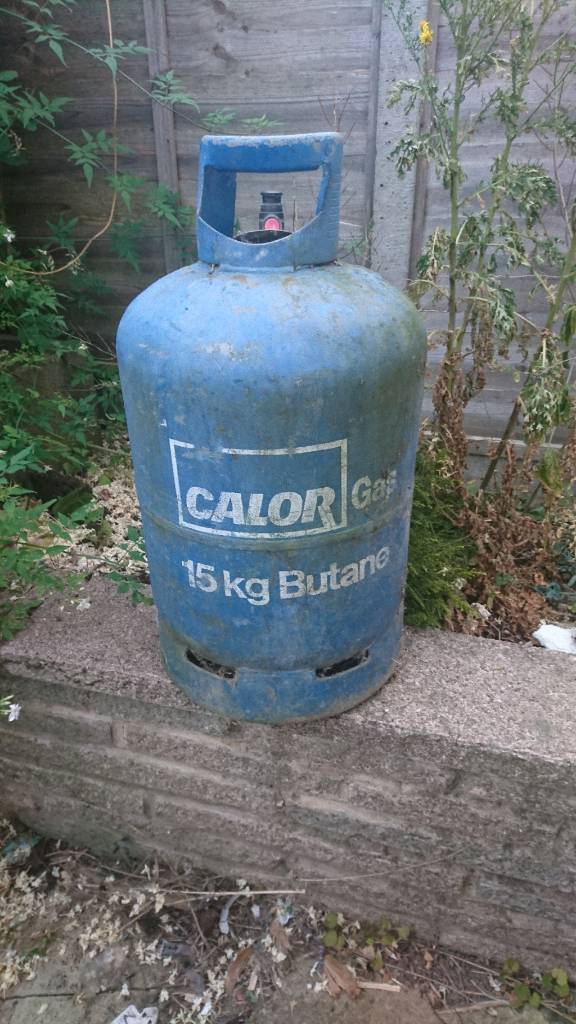 CALOR Gas
15 kg Butane